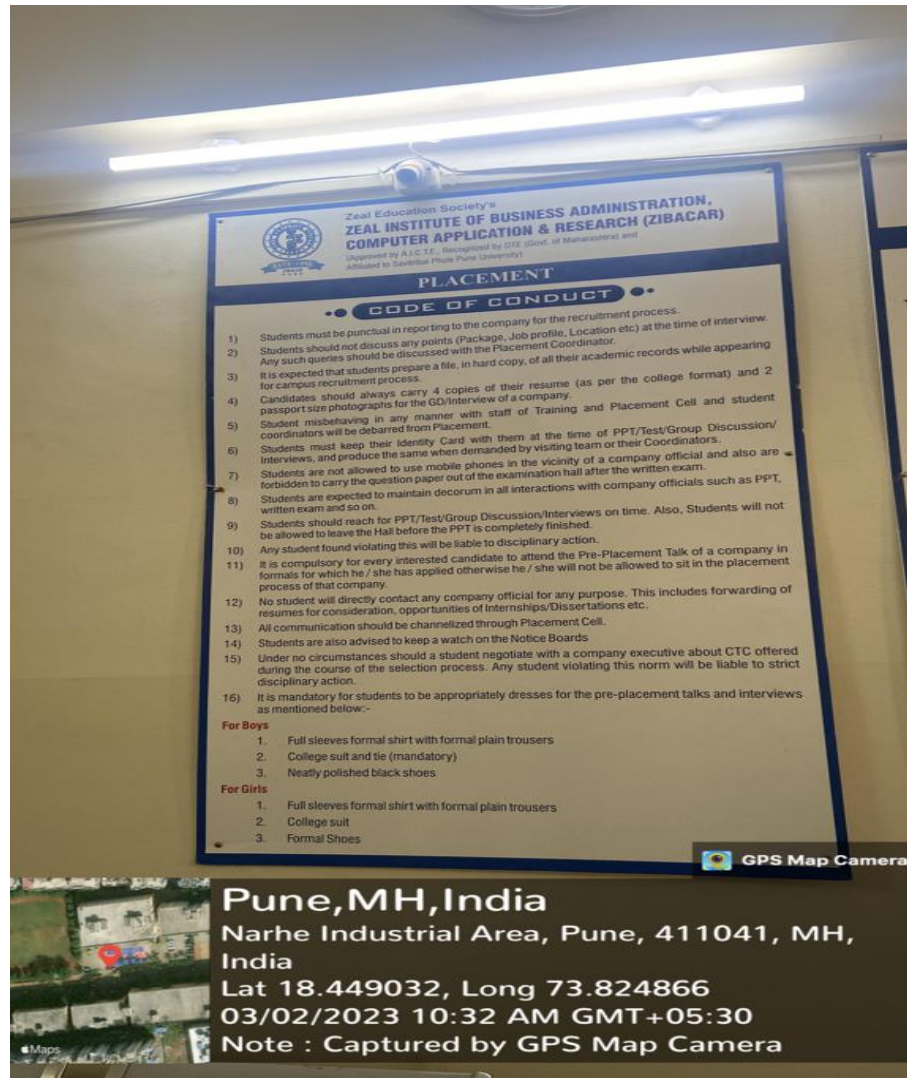 Zeal Education Society's
ZEAL INSTITUTE OF BUSINESS ADMINISTRATION,
COMPUTER APPLICATION & RESEARCH (ZIBACAR)
(Approved by A.I.C.T.E., Recognized by DTE (Govt. of Maharashtra) and
Affiliated to Savitribai Phule Pune University)
PLACEMENT
CODE OF CONDUCT
1) Students must be punctual in reporting to the company for the recruitment process.
2) Students should not discuss any points (Package, Job profile, Location etc) at the time of interview.
Any such queries should be discussed with the Placement Coordinator.
3) It is expected that students prepare a file, in hard copy, of all their academic records while appearing
for campus recruitment process.
4) Candidates should always carry 4 copies of their resume (as per the college format) and 2
passport size photographs for the GD/Interview of a company.
5) Student misbehaving in any manner with staff of Training and Placement Cell and student
coordinators will be debarred from Placement.
6) Students must keep their Identity Card with them at the time of PPT/Test/Group Discussion/
Interviews, and produce the same when demanded by visiting team or their Coordinators.
7) Students are not allowed to use mobile phones in the vicinity of a company official and also are
forbidden to carry the question paper out of the examination hall after the written exam.
8) Students are expected to maintain decorum in all interactions with company officials such as PPT,
written exam and so on.
9) Students should reach for PPT/Test/Group Discussion/Interviews on time. Also, Students will not
be allowed to leave the Hall before the PPT is completely finished.
10) Any student found violating this will be liable to disciplinary action.
11) It is compulsory for every interested candidate to attend the Pre-Placement Talk of a company in
formals for which he / she has applied otherwise he / she will not be allowed to sit in the placement
process of that company.
12) No student will directly contact any company official for any purpose. This includes forwarding of
resumes for consideration, opportunities of Internships/Dissertations etc.
13) All communication should be channelized through Placement Cell.
14) Students are also advised to keep a watch on the Notice Boards
15) Under no circumstances should a student negotiate with a company executive about CTC offered
during the course of the selection process. Any student violating this norm will be liable to strict
disciplinary action.
16) It is mandatory for students to be appropriately dresses for the pre-placement talks and interviews
as mentioned below:-
For Boys
1. Full sleeves formal shirt with formal plain trousers
2. College suit and tie (mandatory)
3. Neatly polished black shoes
For Girls
1. Full sleeves formal shirt with formal plain trousers
2. College suit
3. Formal Shoes
GPS Map Camera
Pune,MH,India
Narhe Industrial Area, Pune, 411041, MH,
India
Lat 18.449032, Long 73.824866
03/02/2023 10:32 AM GMT+05:30
Note : Captured by GPS Map Camera
Maps